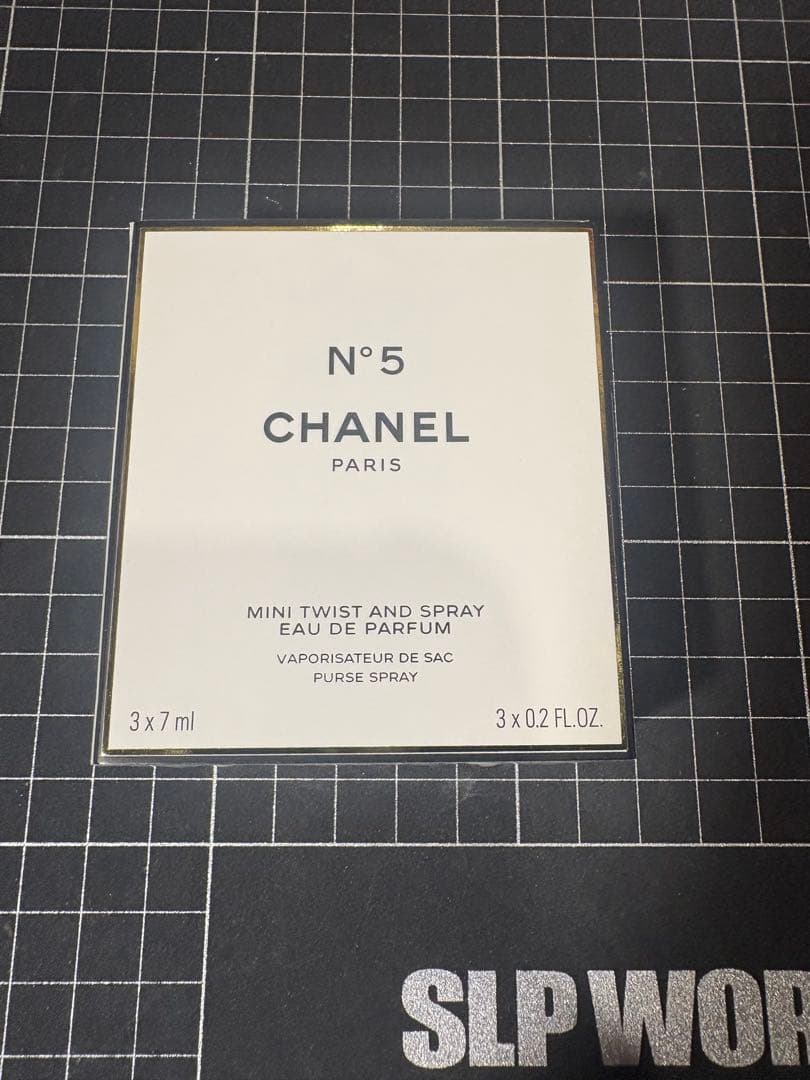 N°5
CHANEL
PARIS
MINI TWIST AND SPRAY
EAU DE PARFUM
VAPORISATEUR DE SAC
PURSE SPRAY
3 x 7 ml
3 x 0.2 FL.OZ.
SLP WOR